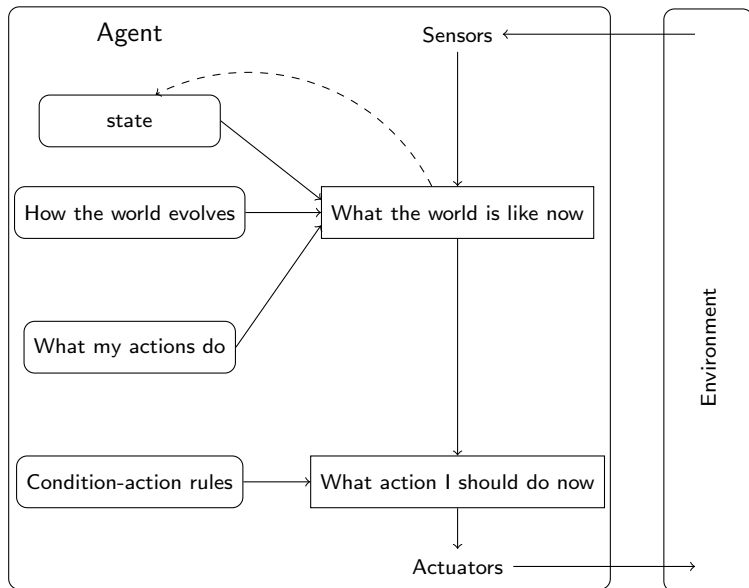 Agent
Sensors
state
How the world evolves
What the world is like now
What my actions do
Environment
Condition-action rules
What action I should do now
Actuators